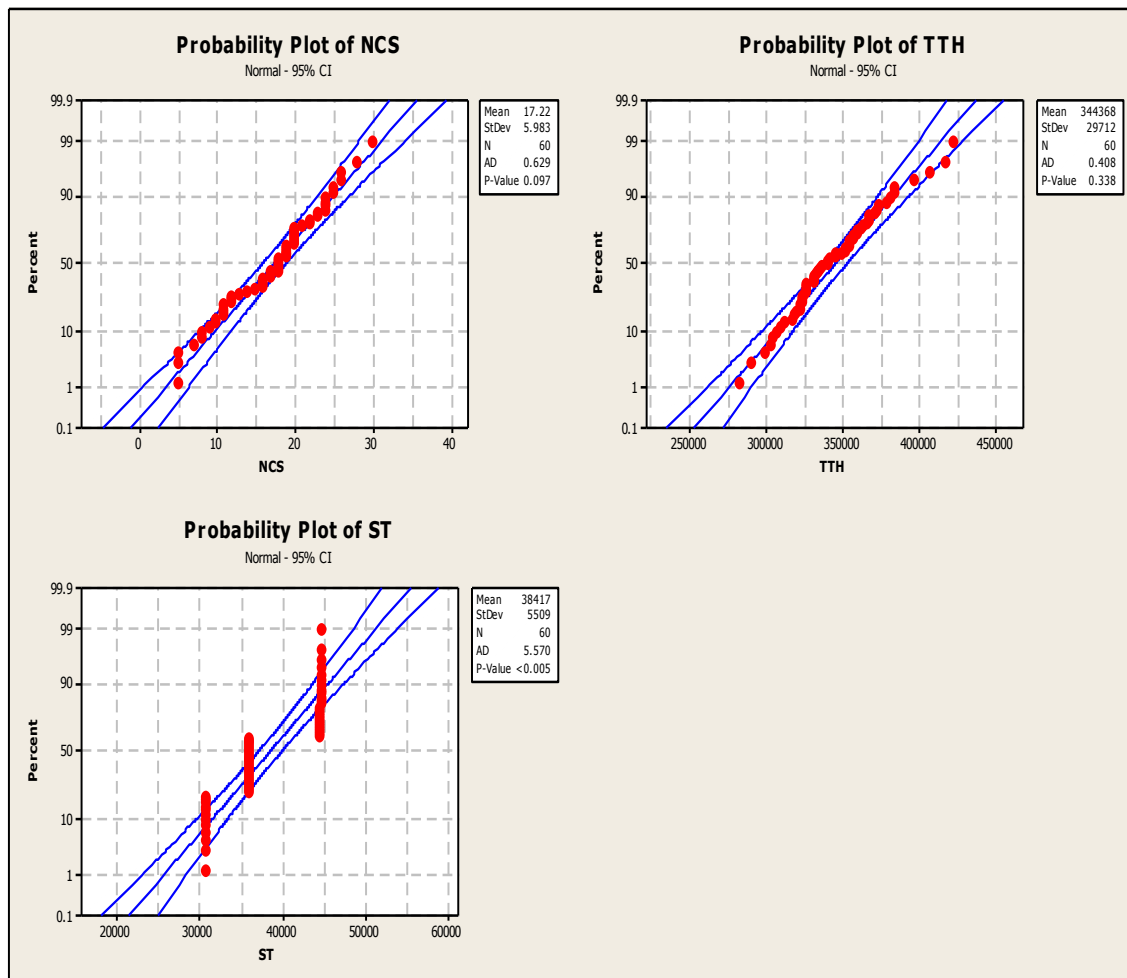 Probability Plot of NCS
Normal - 95% CI
99.9
99
90
50
10
1
0.1
Percent
0 10 20 30 40
NCS
Mean 17.22
StDev 5.983
N 60
AD 0.629
P-Value 0.097
Probability Plot of TTH
Normal - 95% CI
99.9
99
90
50
10
1
0.1
Percent
250000 300000 350000 400000 450000
TTH
Mean 344368
StDev 29712
N 60
AD 0.408
P-Value 0.338
Probability Plot of ST
Normal - 95% CI
99.9
99
90
50
10
1
0.1
Percent
20000 30000 40000 50000 60000
ST
Mean 38417
StDev 5509
N 60
AD 5.570
P-Value <0.005